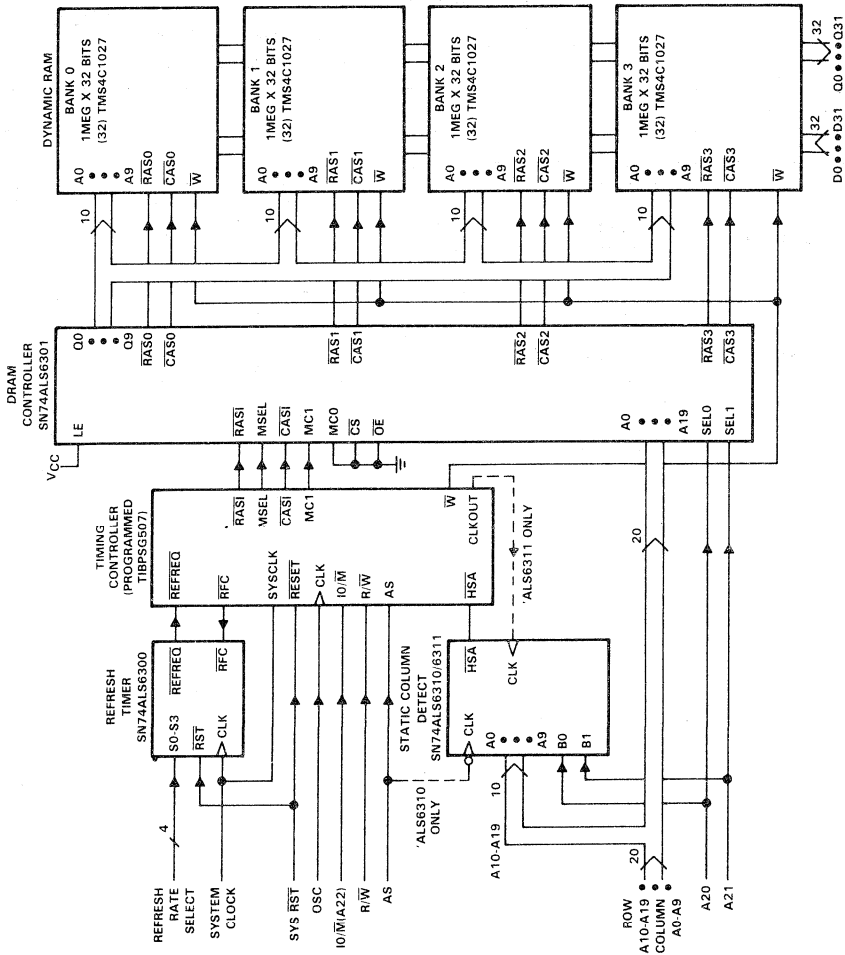 DYNAMIC RAM
BANK 0
1MEG X 32 BITS
(32) TMS4C1027
A0
A9
RAS0
CAS0
W
10
BANK 1
1MEG X 32 BITS
(32) TMS4C1027
A0
A9
RAS1
CAS1
W
10
BANK 2
1MEG X 32 BITS
(32) TMS4C1027
A0
A9
RAS2
CAS2
W
10
BANK 3
1MEG X 32 BITS
(32) TMS4C1027
A0
A9
RAS3
CAS3
W
10
32
D0 • • • D31
32
Q0 • • • Q31
DRAM
CONTROLLER
SN74ALS6301
VCC
LE
Q0
Q9
RAS0
CAS0
RAS1
CAS1
RAS2
CAS2
RAS3
CAS3
RASI
MSEL
CASI
MC1
MC0
CS
OE
A0
A19
SEL0
SEL1
TIMING
CONTROLLER
(PROGRAMMED
TIBPSG507)
REFREQ
RFC
SYSCLK
RESET
CLK
IO/M
R/W
AS
HSA
RASI
MSEL
CASI
MC1
W
CLKOUT
'ALS6311 ONLY
20
REFRESH
TIMER
SN74ALS6300
S0-S3
RST
CLK
REFREQ
RFC
STATIC COLUMN
DETECT
SN74ALS6310/6311
CLK
A0
A9
B0
B1
HSA
CLK
'ALS6310
ONLY
10
A10-A19
4
REFRESH
RATE
SELECT
SYSTEM
CLOCK
SYS RST
OSC
IO/M(A22)
R/W
AS
20
ROW
A10-A19
COLUMN
A0-A9
A20
A21